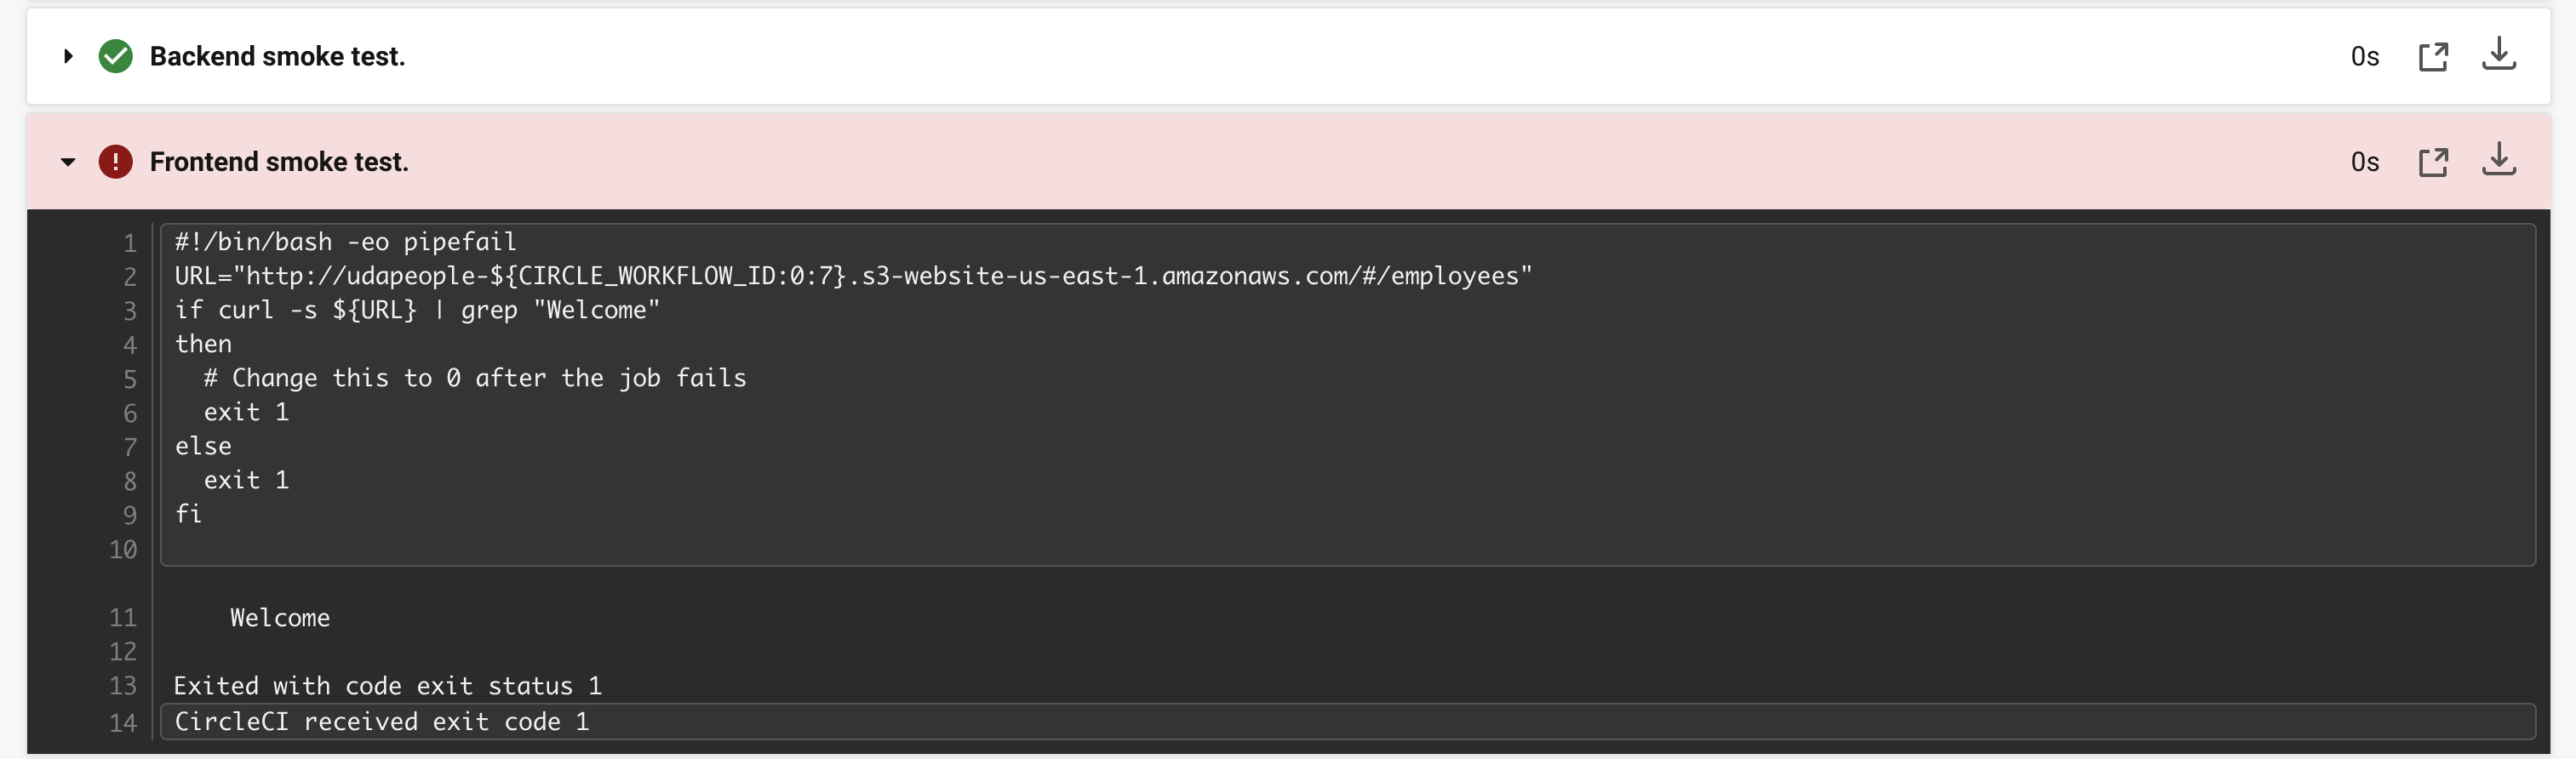 Backend smoke test. 0s
Frontend smoke test. 0s
1 #!/bin/bash -eo pipefail
2 URL="http://udapeople-${CIRCLE_WORKFLOW_ID:0:7}.s3-website-us-east-1.amazonaws.com/#/employees"
3 if curl -s ${URL} | grep "Welcome"
4 then
5   # Change this to 0 after the job fails
6   exit 1
7 else
8   exit 1
9 fi
10
11     Welcome
12
13 Exited with code exit status 1
14 CircleCI received exit code 1